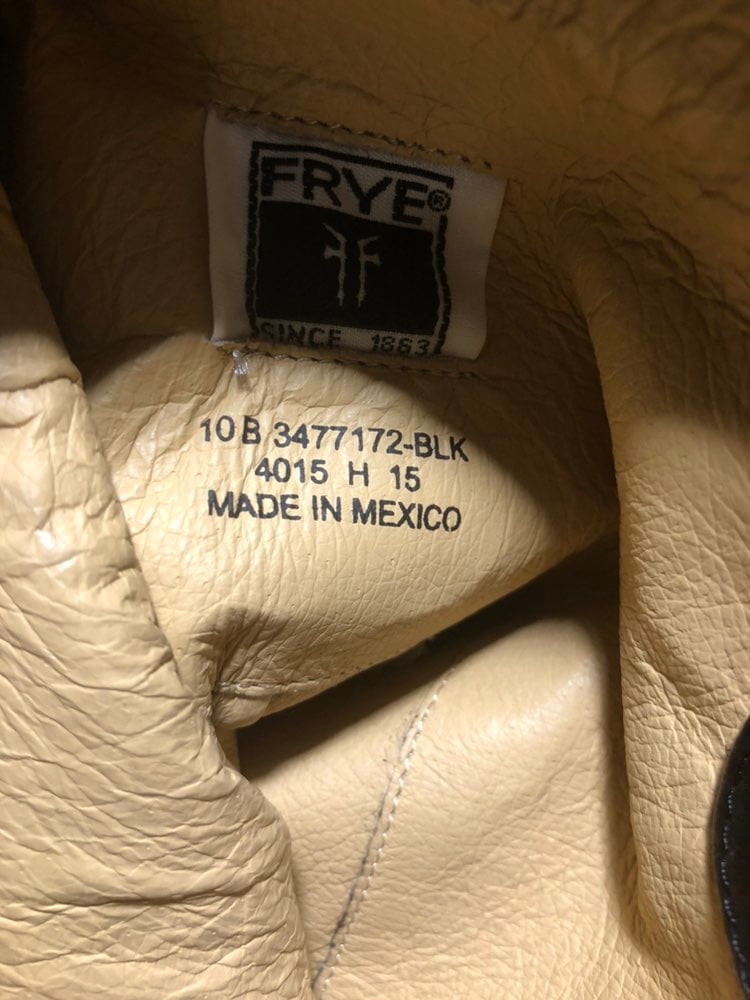 FRYE®
SINCE 1863
10 B 3477172-BLK
4015 H 15
MADE IN MEXICO